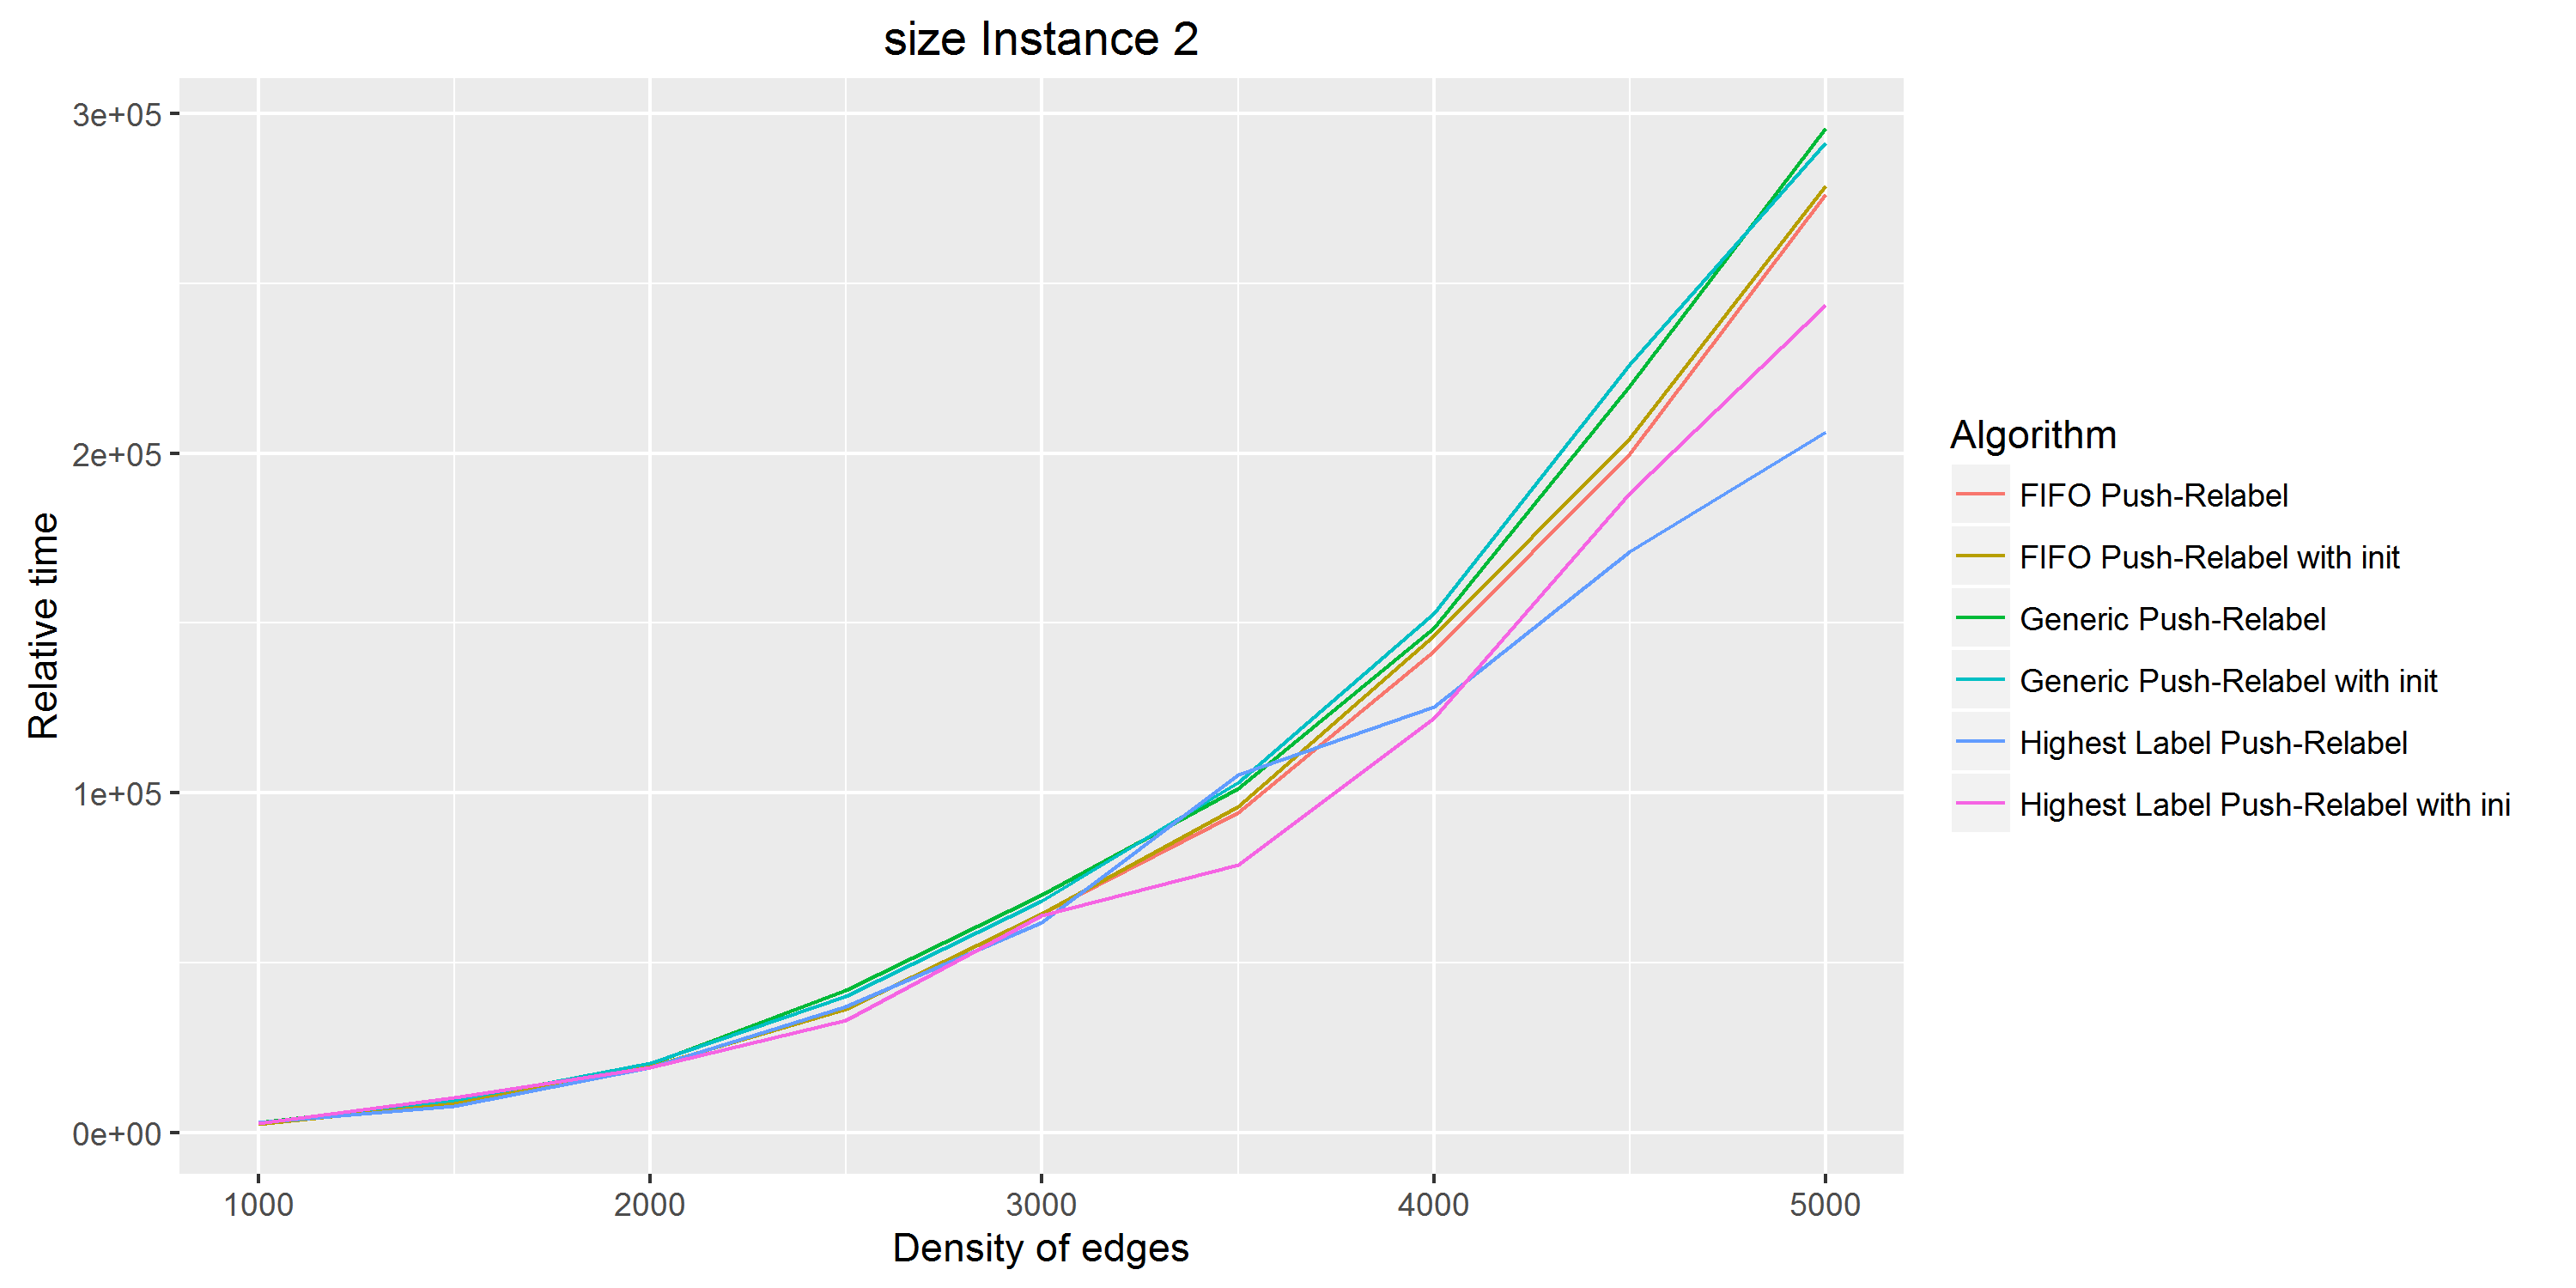 size Instance 2
3e+05
2e+05
1e+05
0e+00
Relative time
1000
2000
3000
4000
5000
Density of edges
Algorithm
FIFO Push-Relabel
FIFO Push-Relabel with init
Generic Push-Relabel
Generic Push-Relabel with init
Highest Label Push-Relabel
Highest Label Push-Relabel with ini